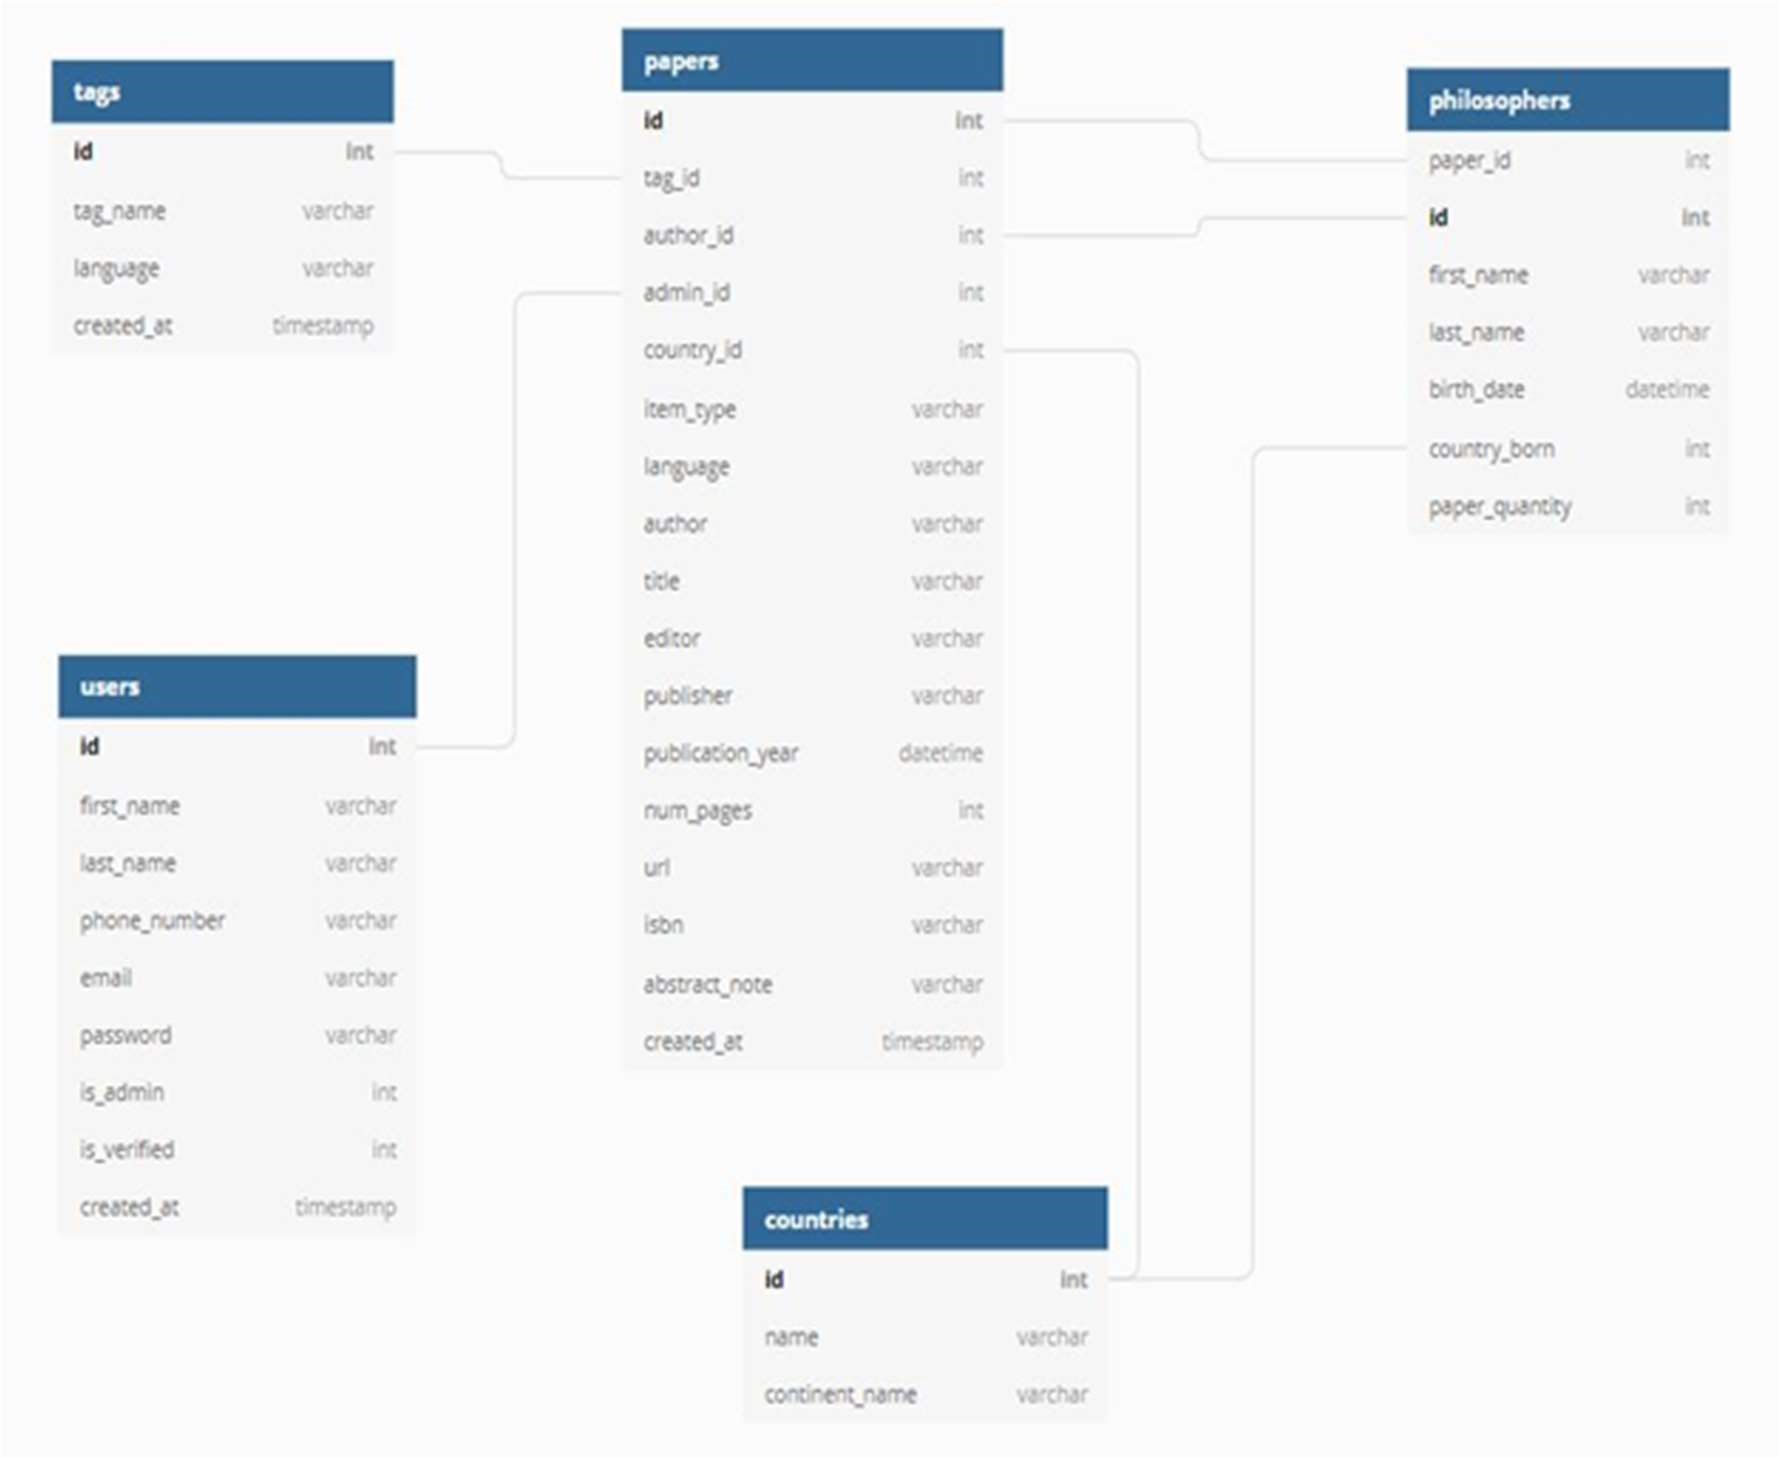 tags
id int
tag_name varchar
language varchar
created_at timestamp
papers
id int
tag_id int
author_id int
admin_id int
country_id int
item_type varchar
language varchar
author varchar
title varchar
editor varchar
publisher varchar
publication_year datetime
num_pages int
url varchar
isbn varchar
abstract_note varchar
created_at timestamp
philosophers
paper_id int
id int
first_name varchar
last_name varchar
birth_date datetime
country_born int
paper_quantity int
users
id int
first_name varchar
last_name varchar
phone_number varchar
email varchar
password varchar
is_admin int
is_verified int
created_at timestamp
countries
id int
name varchar
continent_name varchar